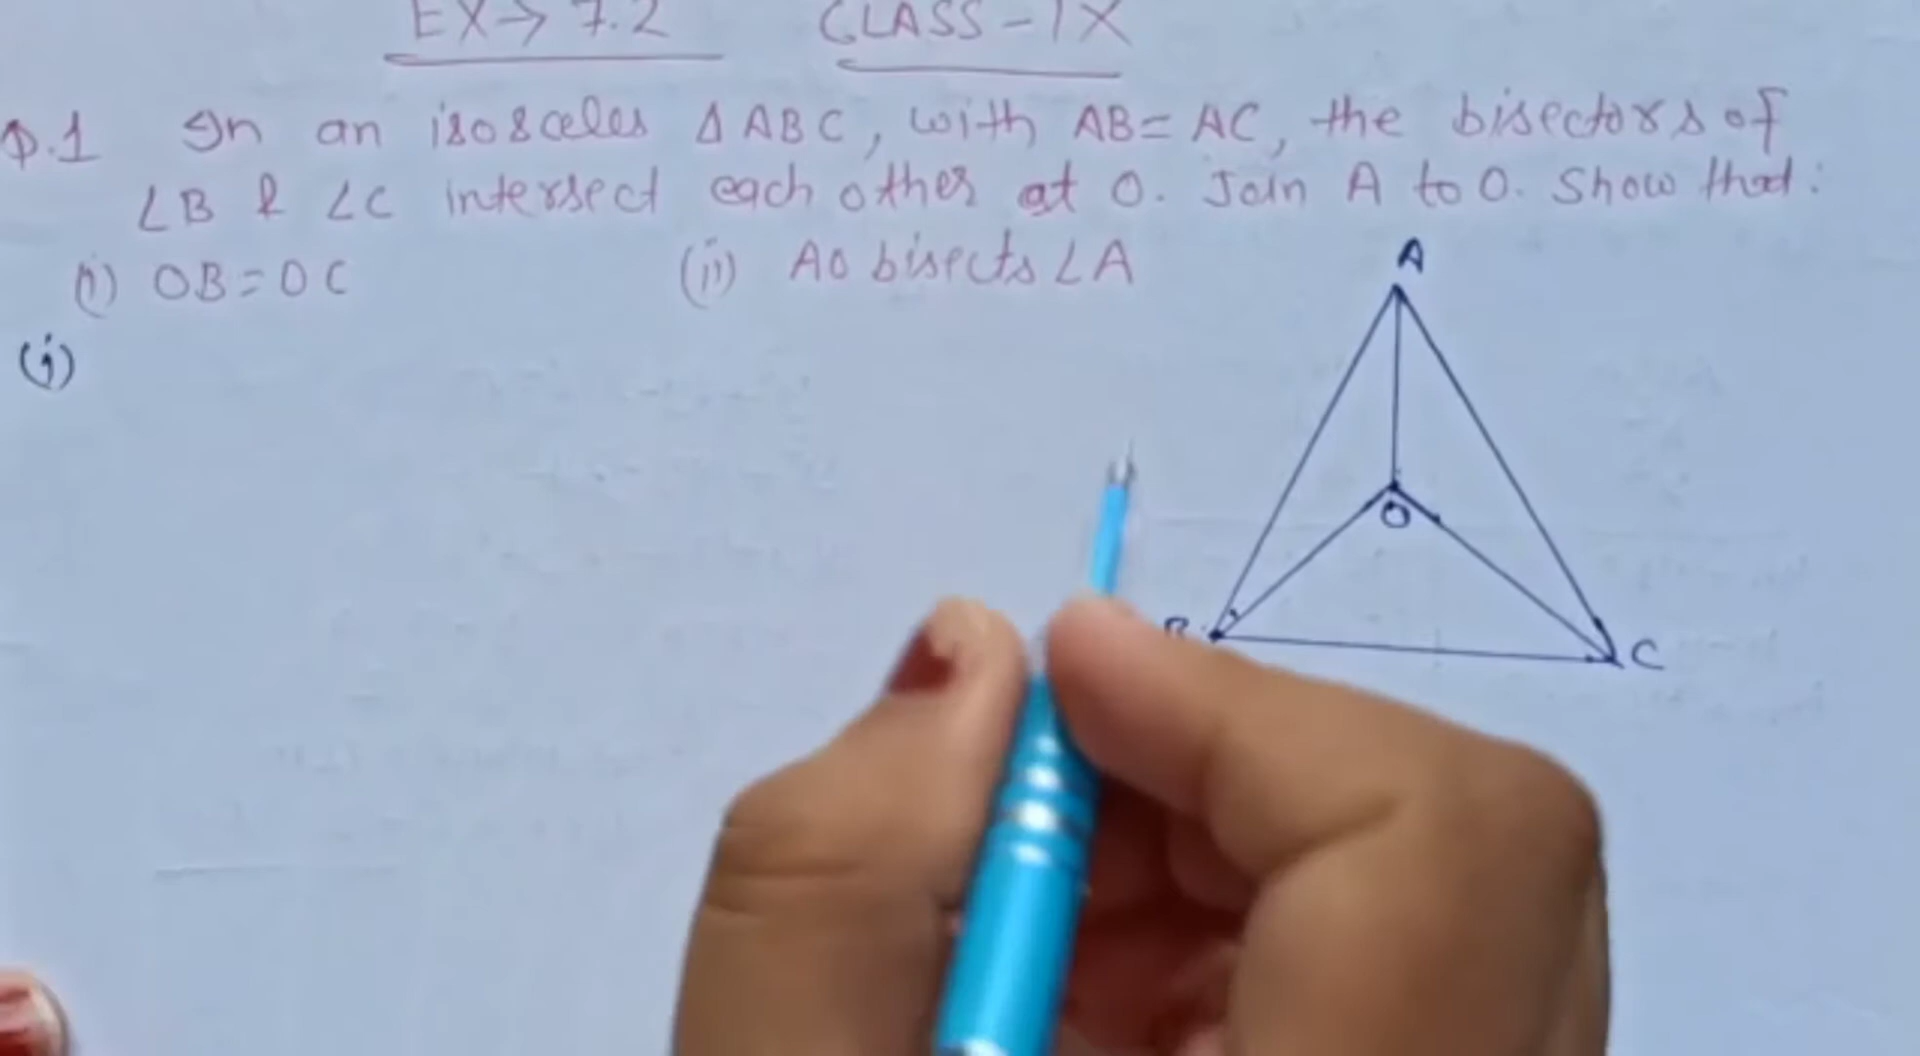 EX→ 7.2 CLASS-IX
Q.1 In an isosceles Δ ABC, with AB= AC, the bisectors of
∠B & ∠C intersect each other at O. Join A to O. Show that:
(i) OB=OC (ii) AO bisects ∠A
A
(i)
O
B
C